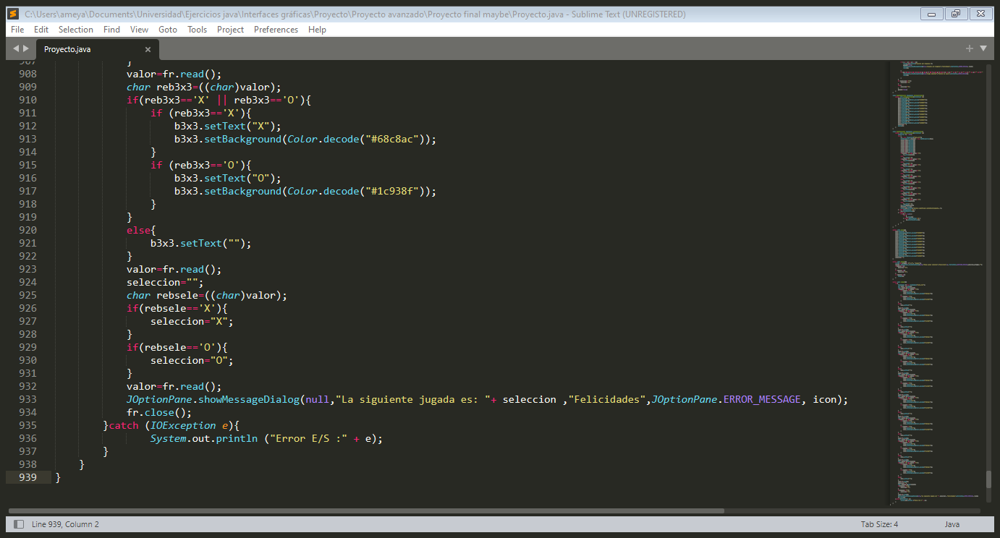 C:\Users\ameya\Documents\Universidad\Ejercicios java\Interfaces gráficas\Proyecto\Proyecto avanzado\Proyecto final maybe\Proyecto.java - Sublime Text (UNREGISTERED)
File Edit Selection Find View Goto Tools Project Preferences Help
Proyecto.java
907 }
908 valor=fr.read();
909 char reb3x3=((char)valor);
910 if(reb3x3=='X' || reb3x3=='O'){
911 if (reb3x3=='X'){
912 b3x3.setText("X");
913 b3x3.setBackground(Color.decode("#68c8ac"));
914 }
915 if (reb3x3=='O'){
916 b3x3.setText("O");
917 b3x3.setBackground(Color.decode("#1c938f"));
918 }
919 }
920 else{
921 b3x3.setText("");
922 }
923 valor=fr.read();
924 seleccion="";
925 char rebsele=((char)valor);
926 if(rebsele=='X'){
927 seleccion="X";
928 }
929 if(rebsele=='O'){
930 seleccion="O";
931 }
932 valor=fr.read();
933 JOptionPane.showMessageDialog(null,"La siguiente jugada es: "+ seleccion ,"Felicidades",JOptionPane.ERROR_MESSAGE, icon);
934 fr.close();
935 }catch (IOException e){
936 System.out.println ("Error E/S :" + e);
937 }
938 }
939 }
Line 939, Column 2 Tab Size: 4 Java